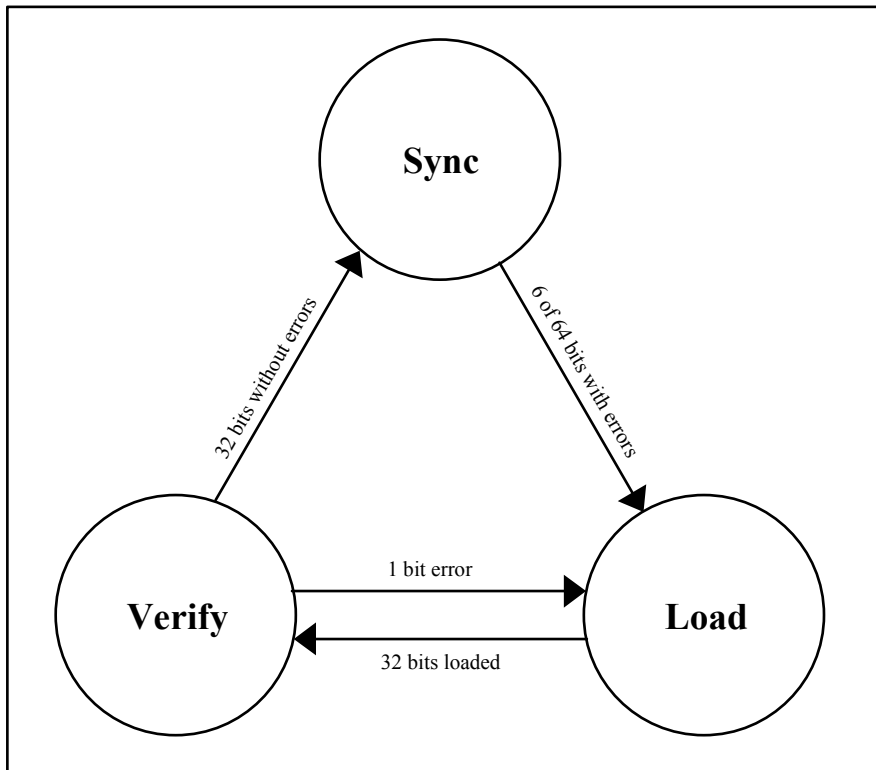 Sync
32 bits without errors
6 of 64 bits with errors
1 bit error
Verify
Load
32 bits loaded